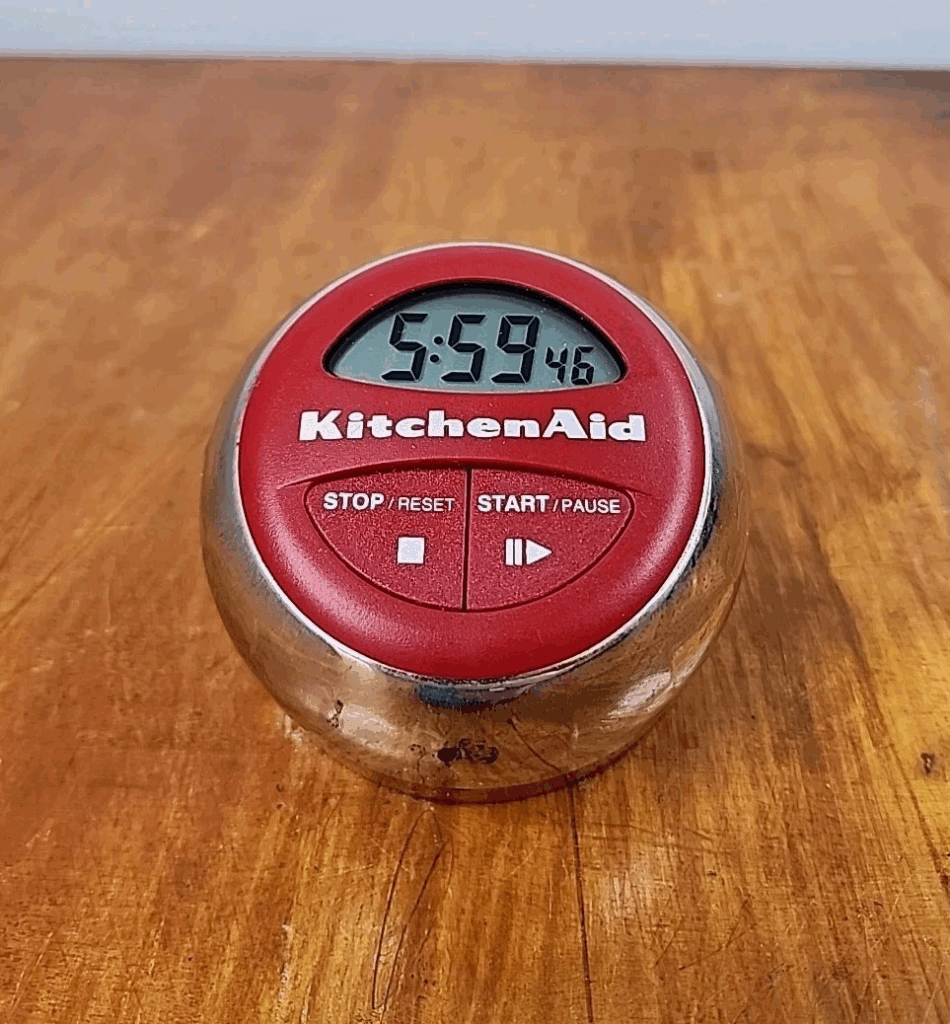 5:59 46
KitchenAid
STOP / RESET START / PAUSE